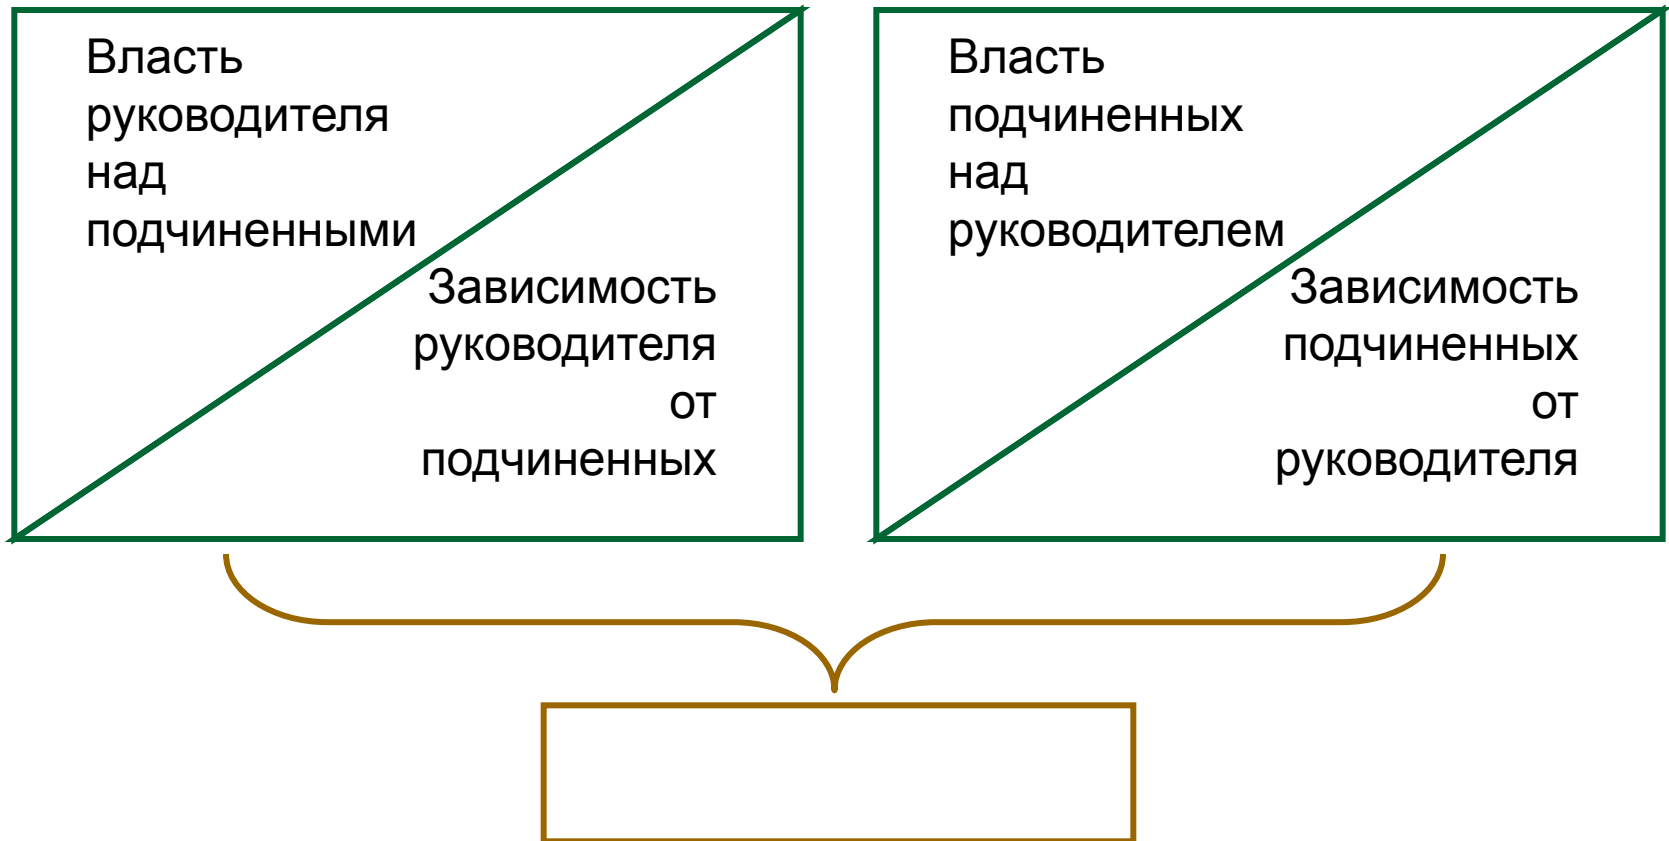 Власть
руководителя
над
подчиненными
Зависимость
руководителя
от
подчиненных
Власть
подчиненных
над
руководителем
Зависимость
подчиненных
от
руководителя